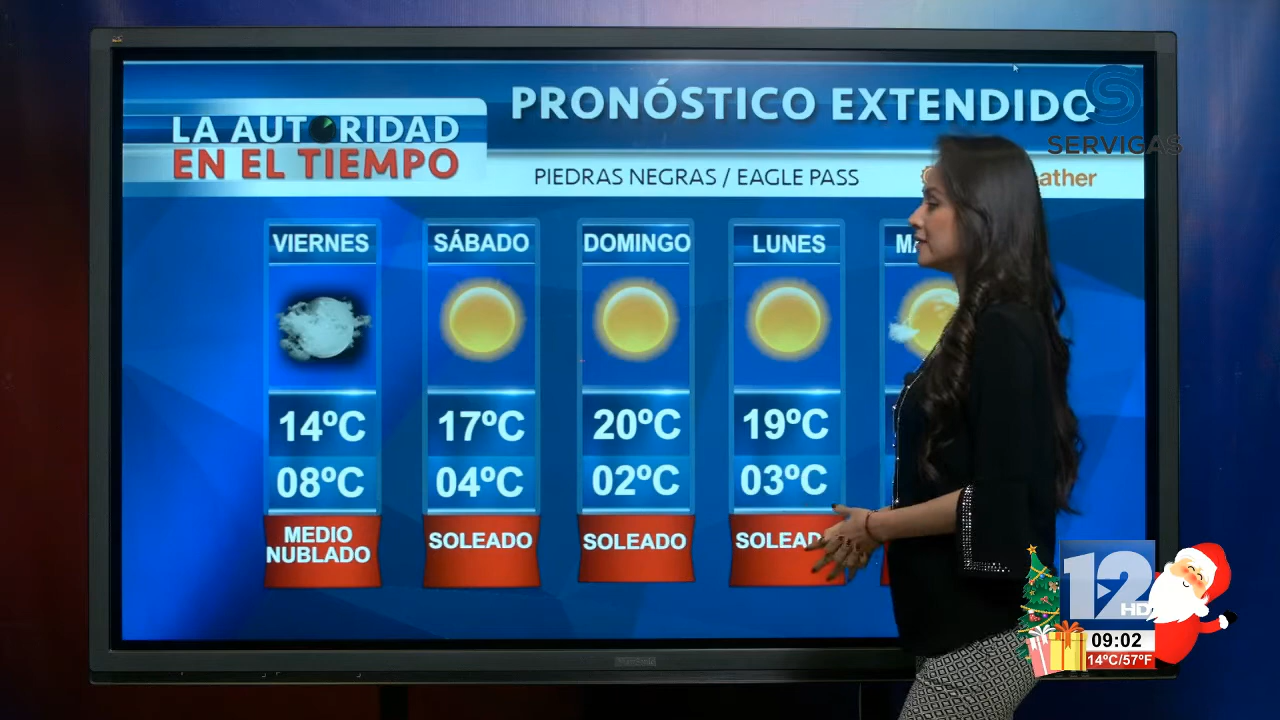 PRONÓSTICO EXTENDIDO
LA AUTORIDAD
EN EL TIEMPO
SERVIGAS
PIEDRAS NEGRAS / EAGLE PASS
VIERNES
SÁBADO
DOMINGO
LUNES
14ºC
17ºC
20ºC
19ºC
08ºC
04ºC
02ºC
03ºC
MEDIO
NUBLADO
SOLEADO
SOLEADO
12
HD
09:02
14ºC/57ºF